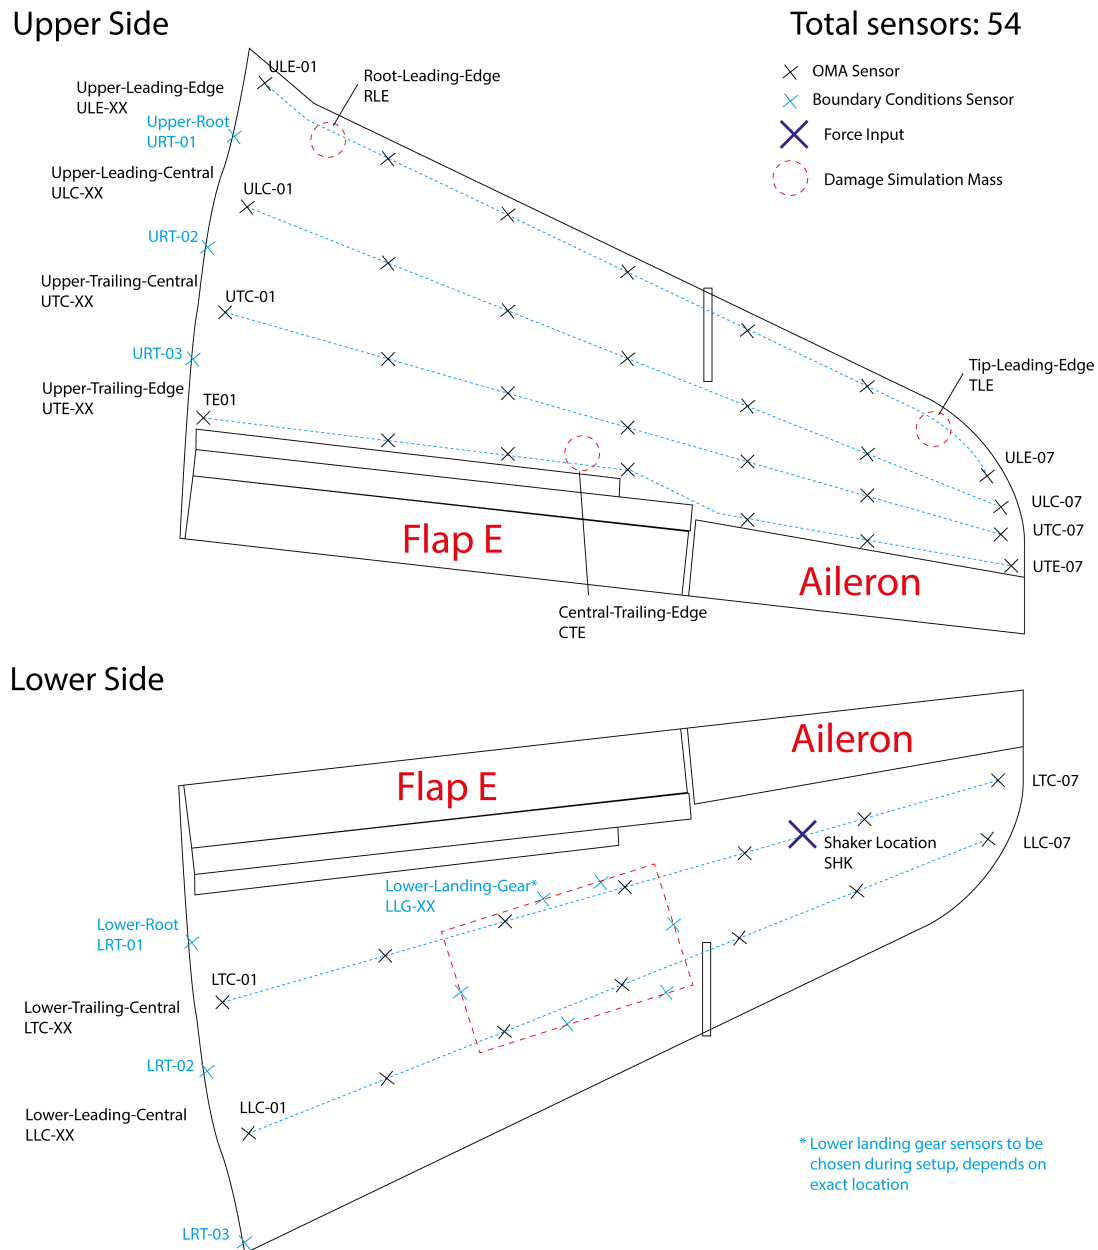 Upper Side
Total sensors: 54
OMA Sensor
Boundary Conditions Sensor
Force Input
Damage Simulation Mass
ULE-01
Root-Leading-Edge
RLE
Upper-Leading-Edge
ULE-XX
Upper-Root
URT-01
Upper-Leading-Central
ULC-XX
ULC-01
URT-02
Upper-Trailing-Central
UTC-XX
UTC-01
URT-03
Upper-Trailing-Edge
UTE-XX
TE01
Tip-Leading-Edge
TLE
ULE-07
ULC-07
UTC-07
UTE-07
Flap E
Aileron
Central-Trailing-Edge
CTE
Lower Side
Aileron
Flap E
LTC-07
Shaker Location
SHK
LLC-07
Lower-Landing-Gear*
LLG-XX
Lower-Root
LRT-01
LTC-01
Lower-Trailing-Central
LTC-XX
LRT-02
LLC-01
Lower-Leading-Central
LLC-XX
* Lower landing gear sensors to be
chosen during setup, depends on
exact location
LRT-03